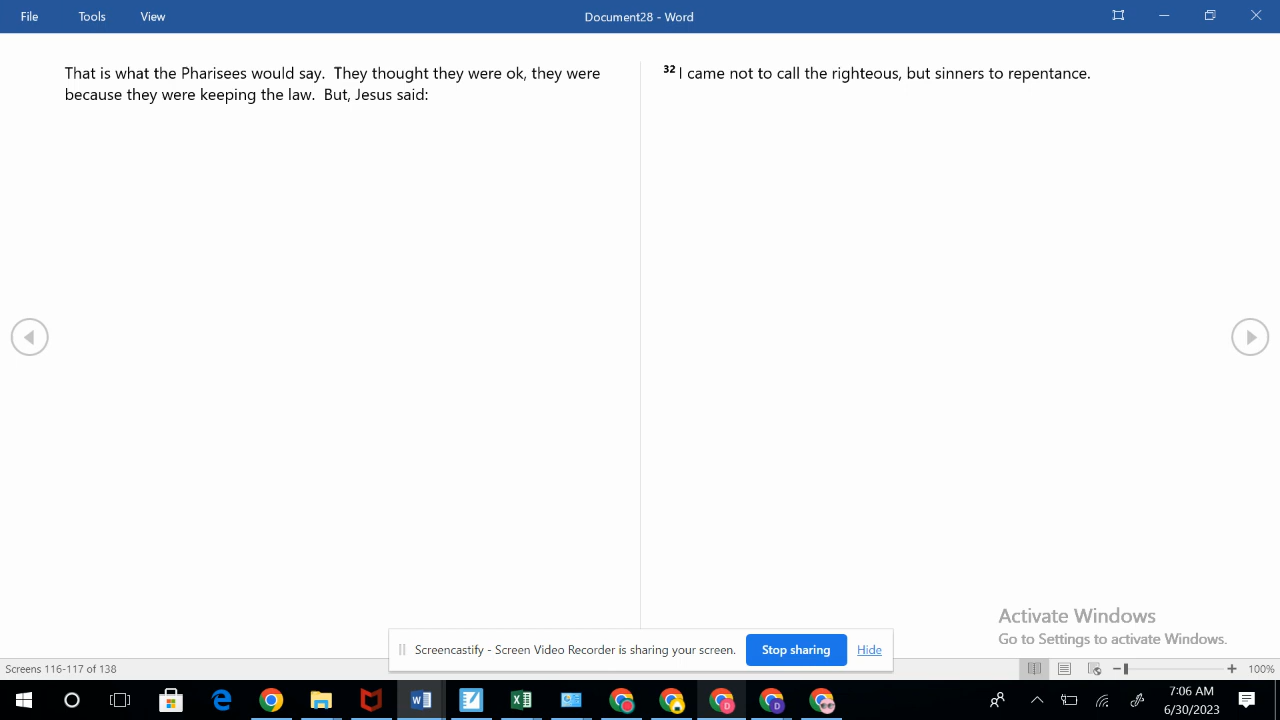 File Tools View Document28 - Word
That is what the Pharisees would say. They thought they were ok, they were
because they were keeping the law. But, Jesus said:
32 I came not to call the righteous, but sinners to repentance.
Activate Windows
Go to Settings to activate Windows.
Screencastify - Screen Video Recorder is sharing your screen. Stop sharing Hide
Screens 116-117 of 138 100%
7:06 AM
6/30/2023